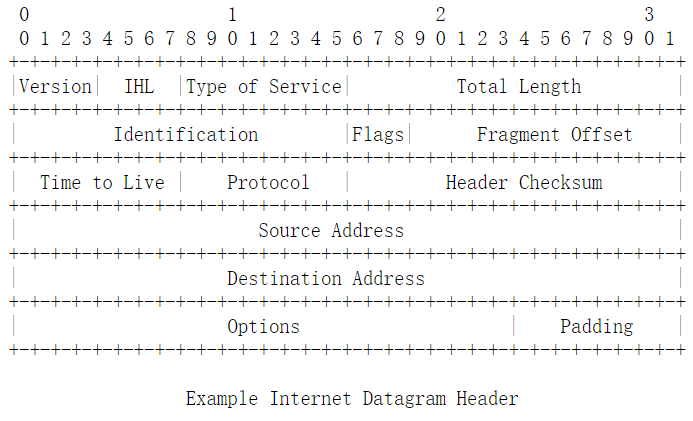 0                   1                   2                   3
 0 1 2 3 4 5 6 7 8 9 0 1 2 3 4 5 6 7 8 9 0 1 2 3 4 5 6 7 8 9 0 1
+-+-+-+-+-+-+-+-+-+-+-+-+-+-+-+-+-+-+-+-+-+-+-+-+-+-+-+-+-+-+-+-+
|Version|  IHL  |Type of Service|          Total Length         |
+-+-+-+-+-+-+-+-+-+-+-+-+-+-+-+-+-+-+-+-+-+-+-+-+-+-+-+-+-+-+-+-+
|         Identification        |Flags|      Fragment Offset    |
+-+-+-+-+-+-+-+-+-+-+-+-+-+-+-+-+-+-+-+-+-+-+-+-+-+-+-+-+-+-+-+-+
|  Time to Live |    Protocol   |         Header Checksum       |
+-+-+-+-+-+-+-+-+-+-+-+-+-+-+-+-+-+-+-+-+-+-+-+-+-+-+-+-+-+-+-+-+
|                       Source Address                          |
+-+-+-+-+-+-+-+-+-+-+-+-+-+-+-+-+-+-+-+-+-+-+-+-+-+-+-+-+-+-+-+-+
|                    Destination Address                        |
+-+-+-+-+-+-+-+-+-+-+-+-+-+-+-+-+-+-+-+-+-+-+-+-+-+-+-+-+-+-+-+-+
|                    Options                    |    Padding    |
+-+-+-+-+-+-+-+-+-+-+-+-+-+-+-+-+-+-+-+-+-+-+-+-+-+-+-+-+-+-+-+-+
                 Example Internet Datagram Header